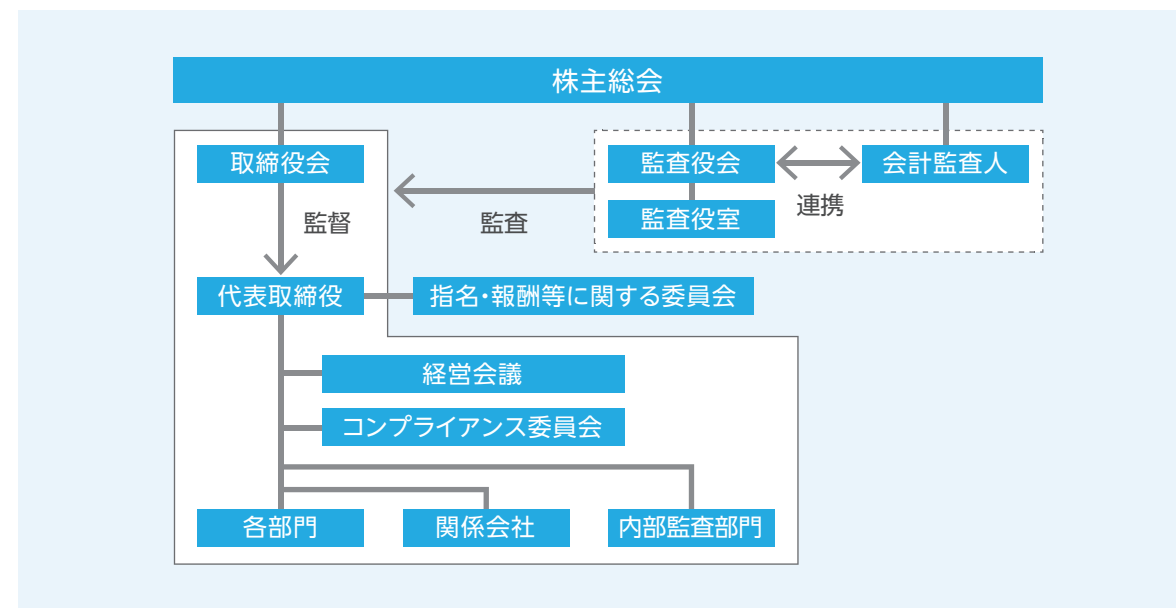 株主総会
取締役会
監査役会
会計監査人
連携
監査役室
監督
監査
代表取締役
指名・報酬等に関する委員会
経営会議
コンプライアンス委員会
各部門
関係会社
内部監査部門